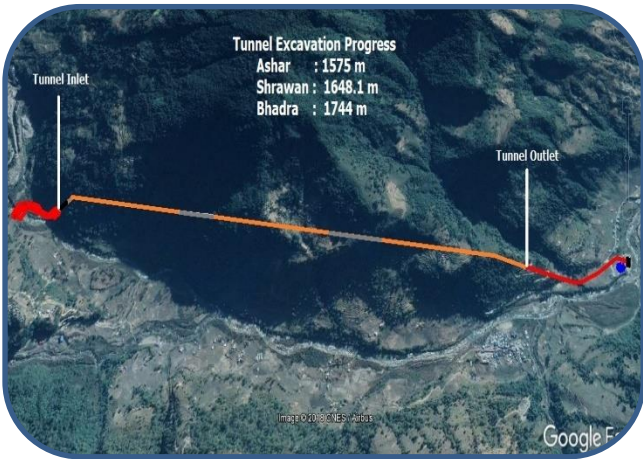 Tunnel Excavation Progress
Ashar : 1575 m
Shrawan : 1648.1 m
Bhadra : 1744 m
Tunnel Inlet
Tunnel Outlet
Image © 2018 CNES / Airbus
Google